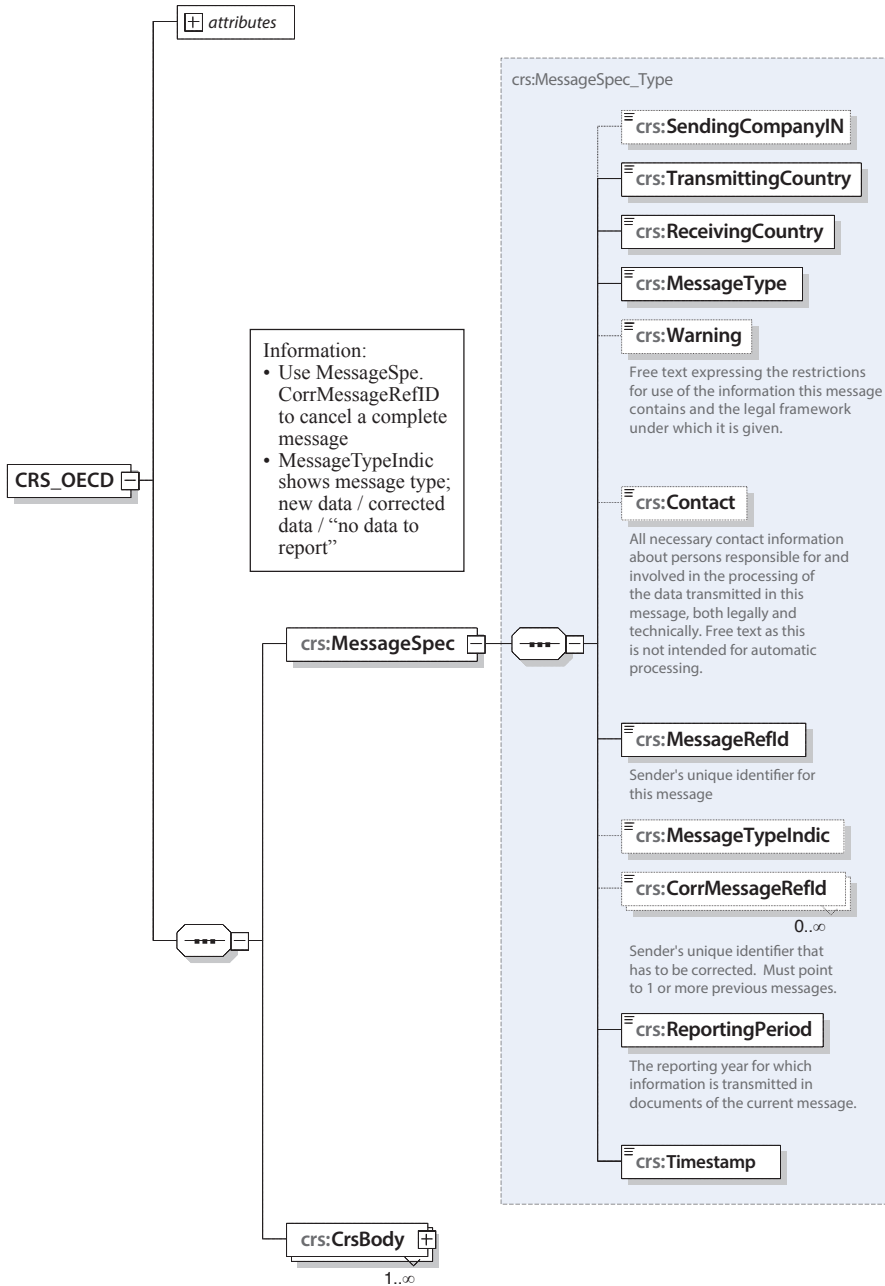 attributes
crs:MessageSpec_Type
crs:SendingCompanyIN
crs:TransmittingCountry
crs:ReceivingCountry
crs:MessageType
crs:Warning
Free text expressing the restrictions
for use of the information this message
contains and the legal framework
under which it is given.
Information:
• Use MessageSpe.
CorrMessageRefID
to cancel a complete
message
• MessageTypeIndic
shows message type;
new data / corrected
data / “no data to
report”
CRS_OECD
crs:Contact
All necessary contact information
about persons responsible for and
involved in the processing of
the data transmitted in this
message, both legally and
technically. Free text as this
is not intended for automatic
processing.
crs:MessageSpec
crs:MessageRefId
Sender's unique identifier for
this message
crs:MessageTypeIndic
crs:CorrMessageRefId
0..∞
Sender's unique identifier that
has to be corrected. Must point
to 1 or more previous messages.
crs:ReportingPeriod
The reporting year for which
information is transmitted in
documents of the current message.
crs:Timestamp
crs:CrsBody
1..∞